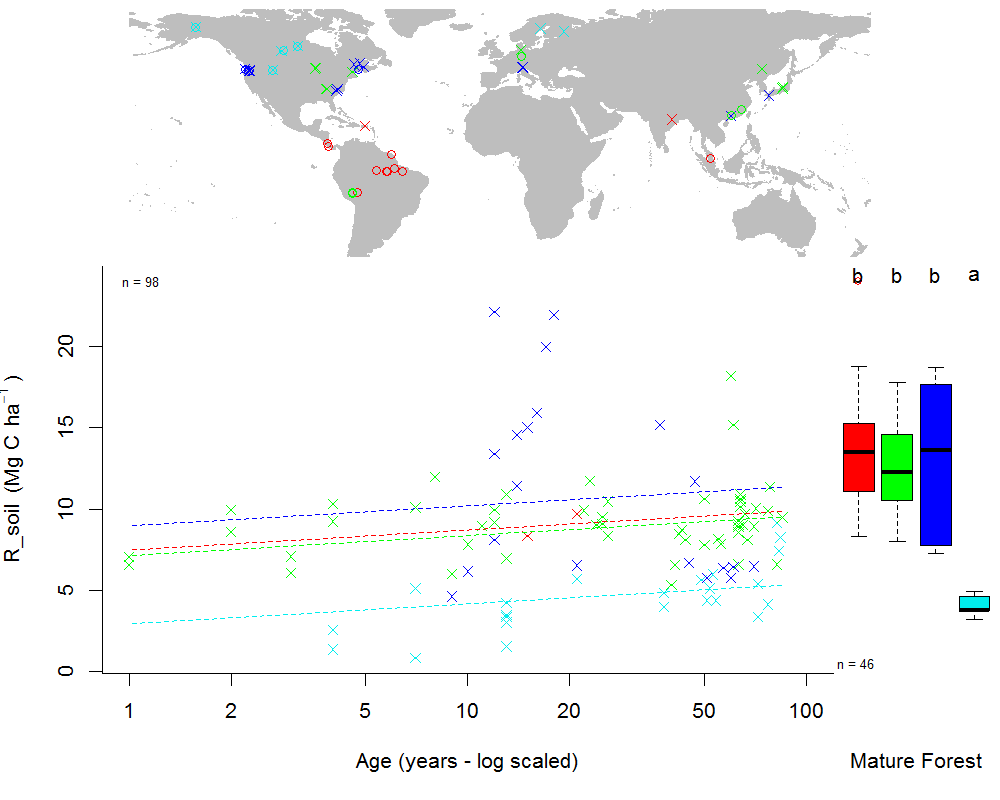 b b b a
n = 98
20
15
10
5
0
R_soil (Mg C ha⁻¹)
n = 46
1 2 5 10 20 50 100
Age (years - log scaled)
Mature Forest